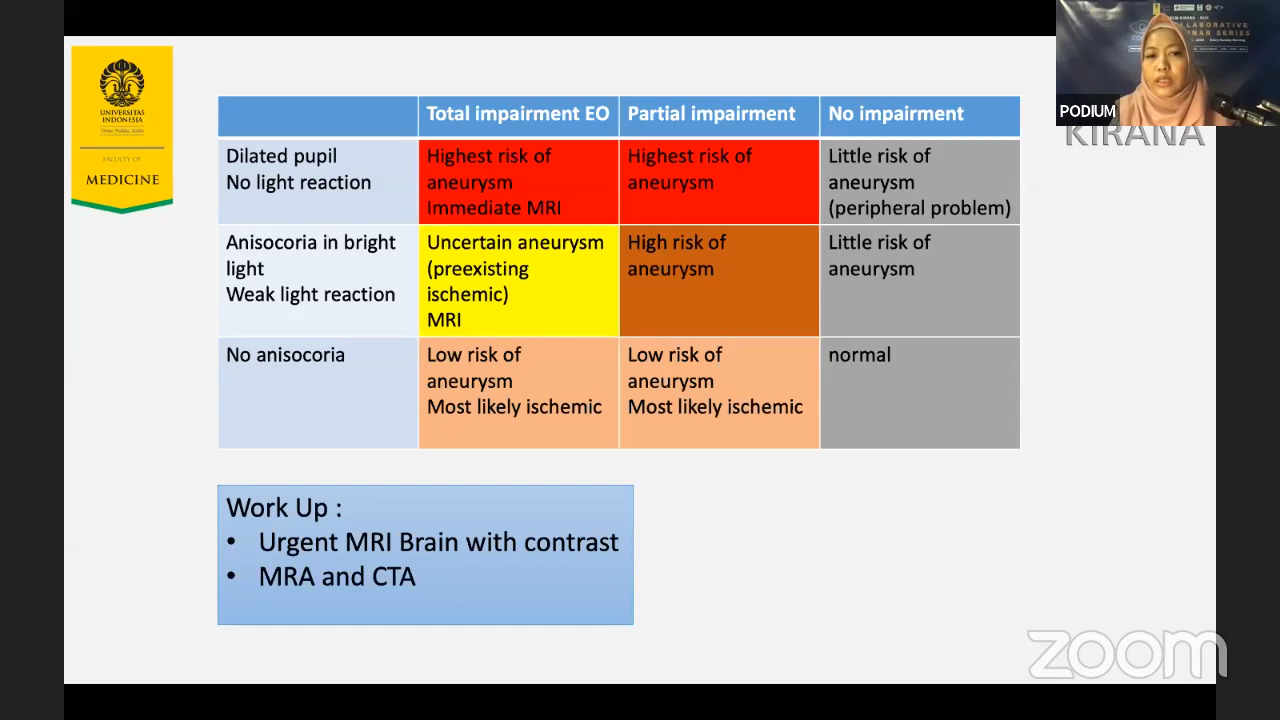 UNIVERSITAS
INDONESIA
FACULTY OF
MEDICINE
PODIUM
KIRANA
Total impairment EO Partial impairment No impairment
Dilated pupil
No light reaction
Highest risk of
aneurysm
Immediate MRI
Highest risk of
aneurysm
Little risk of
aneurysm
(peripheral problem)
Anisocoria in bright
light
Weak light reaction
Uncertain aneurysm
(preexisting
ischemic)
MRI
High risk of
aneurysm
Little risk of
aneurysm
No anisocoria
Low risk of
aneurysm
Most likely ischemic
Low risk of
aneurysm
Most likely ischemic
normal
Work Up :
• Urgent MRI Brain with contrast
• MRA and CTA
zoom